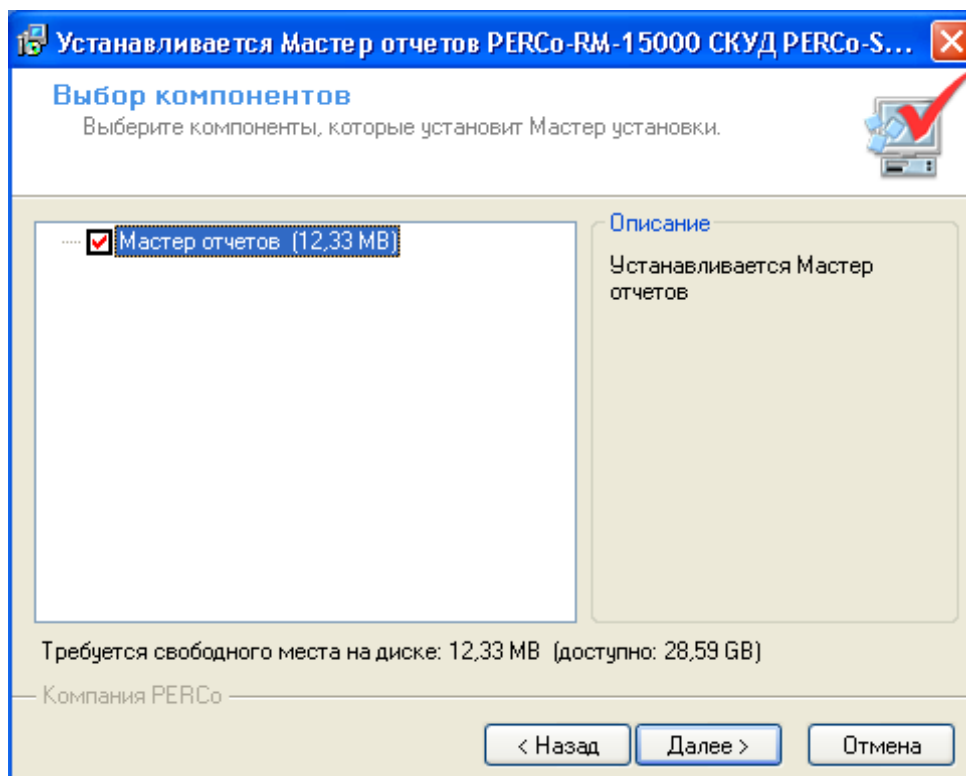 Устанавливается Мастер отчетов PERCo-RM-15000 СКУД PERCo-S...
Выбор компонентов
Выберите компоненты, которые установит Мастер установки.
Мастер отчетов (12,33 MB)
Описание
Устанавливается Мастер
отчетов
Требуется свободного места на диске: 12,33 MB (доступно: 28,59 GB)
Компания PERCo
< Назад
Далее >
Отмена